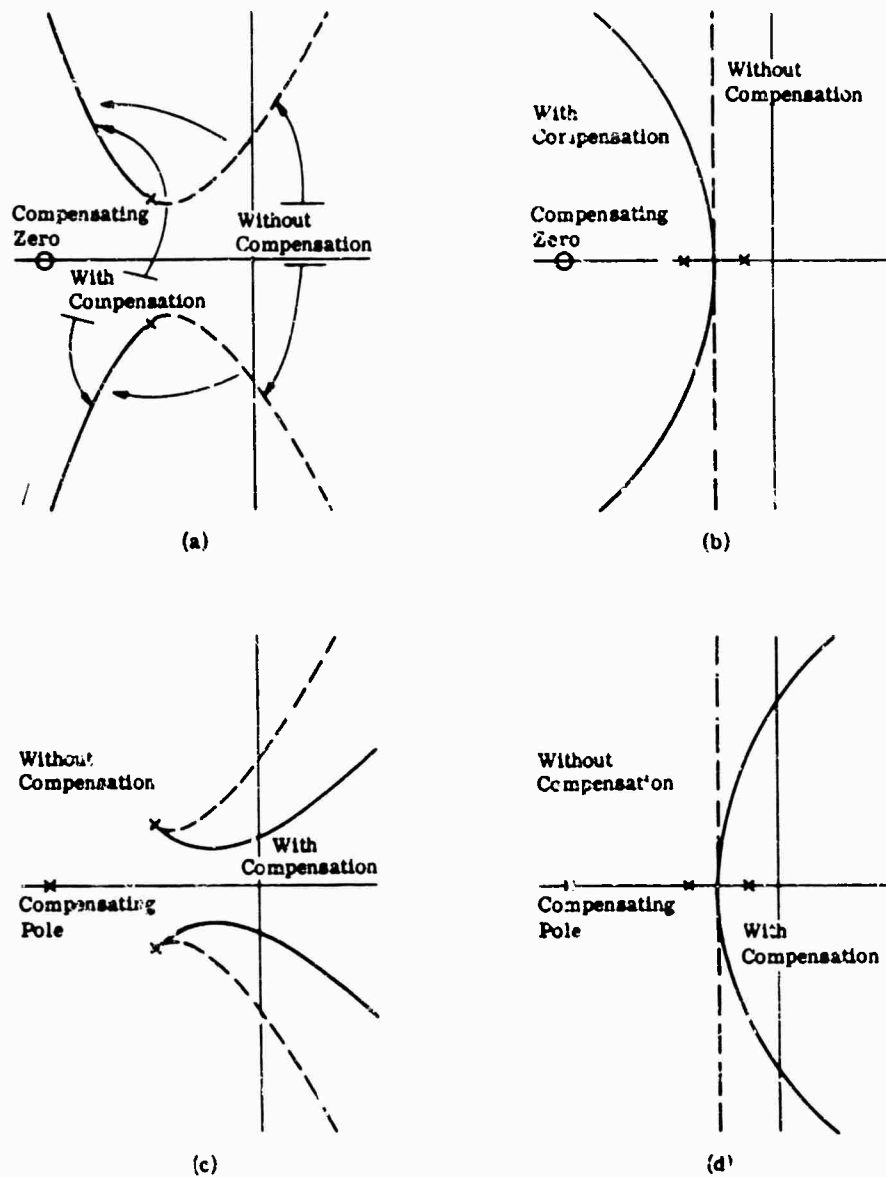 Compensating
Zero
With
Compensation
Without
Compensation
(a)
Without
Compensation
With
Compensation
Compensating
Zero
(b)
Without
Compensation
With
Compensation
Compensating
Pole
(c)
Without
Compensation
Compensating
Pole
With
Compensation
(d)